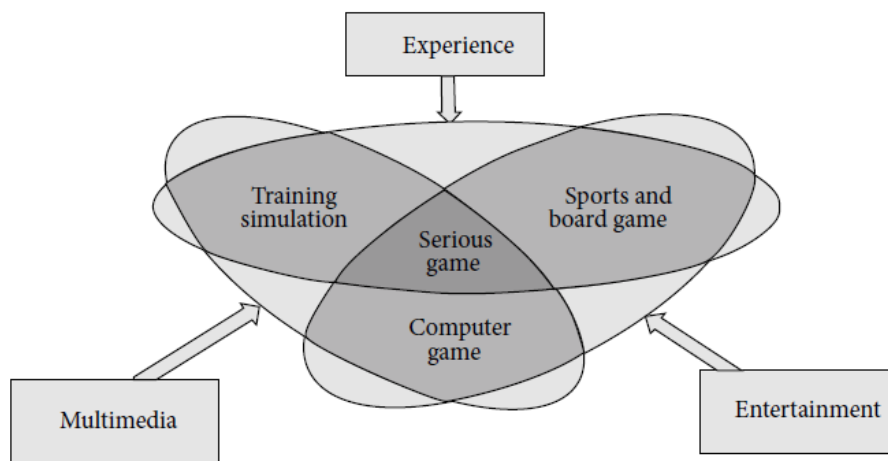 Experience
Training
simulation
Sports and
board game
Serious
game
Computer
game
Multimedia
Entertainment